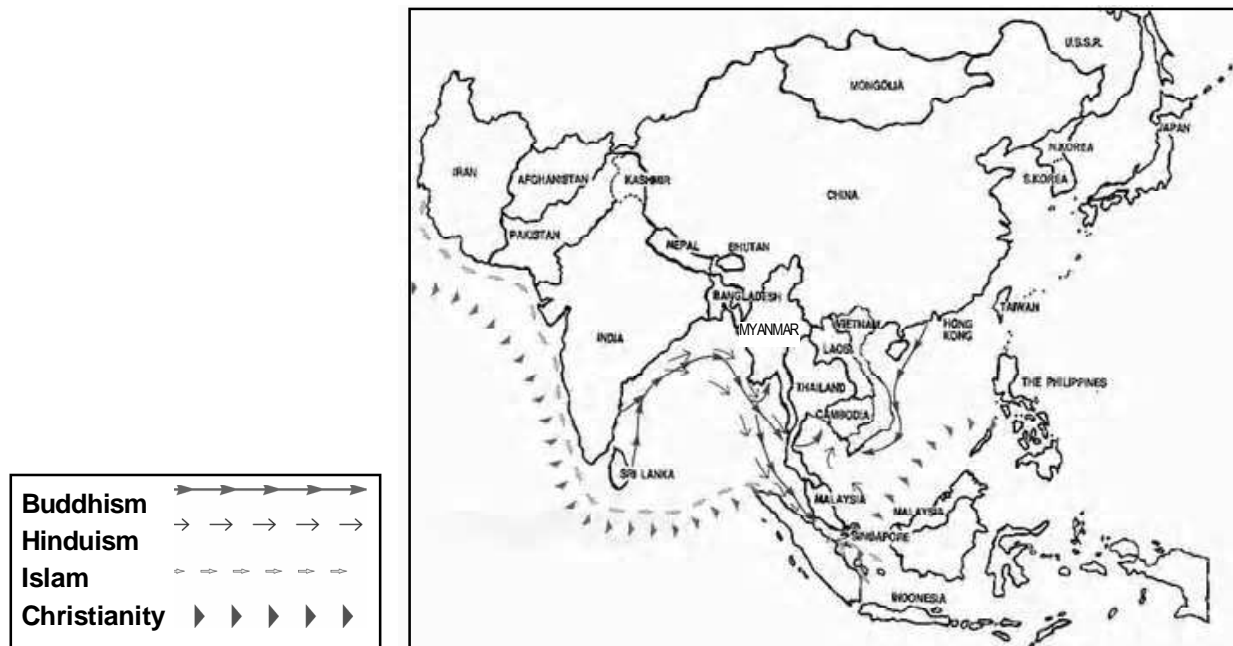 U.S.S.R.
MONGOLIA
JAPAN
N.KOREA
IRAN
S.KOREA
AFGHANISTAN
KASHMIR
CHINA
PAKISTAN
NEPAL
BHUTAN
BANGLADESH
TAIWAN
MYANMAR
VIETNAM
HONG
KONG
INDIA
LAOS
THAILAND
THE PHILIPPINES
CAMBODIA
SRI LANKA
MALAYSIA
MALAYSIA
SINGAPORE
INDONESIA
Buddhism
Hinduism
Islam
Christianity